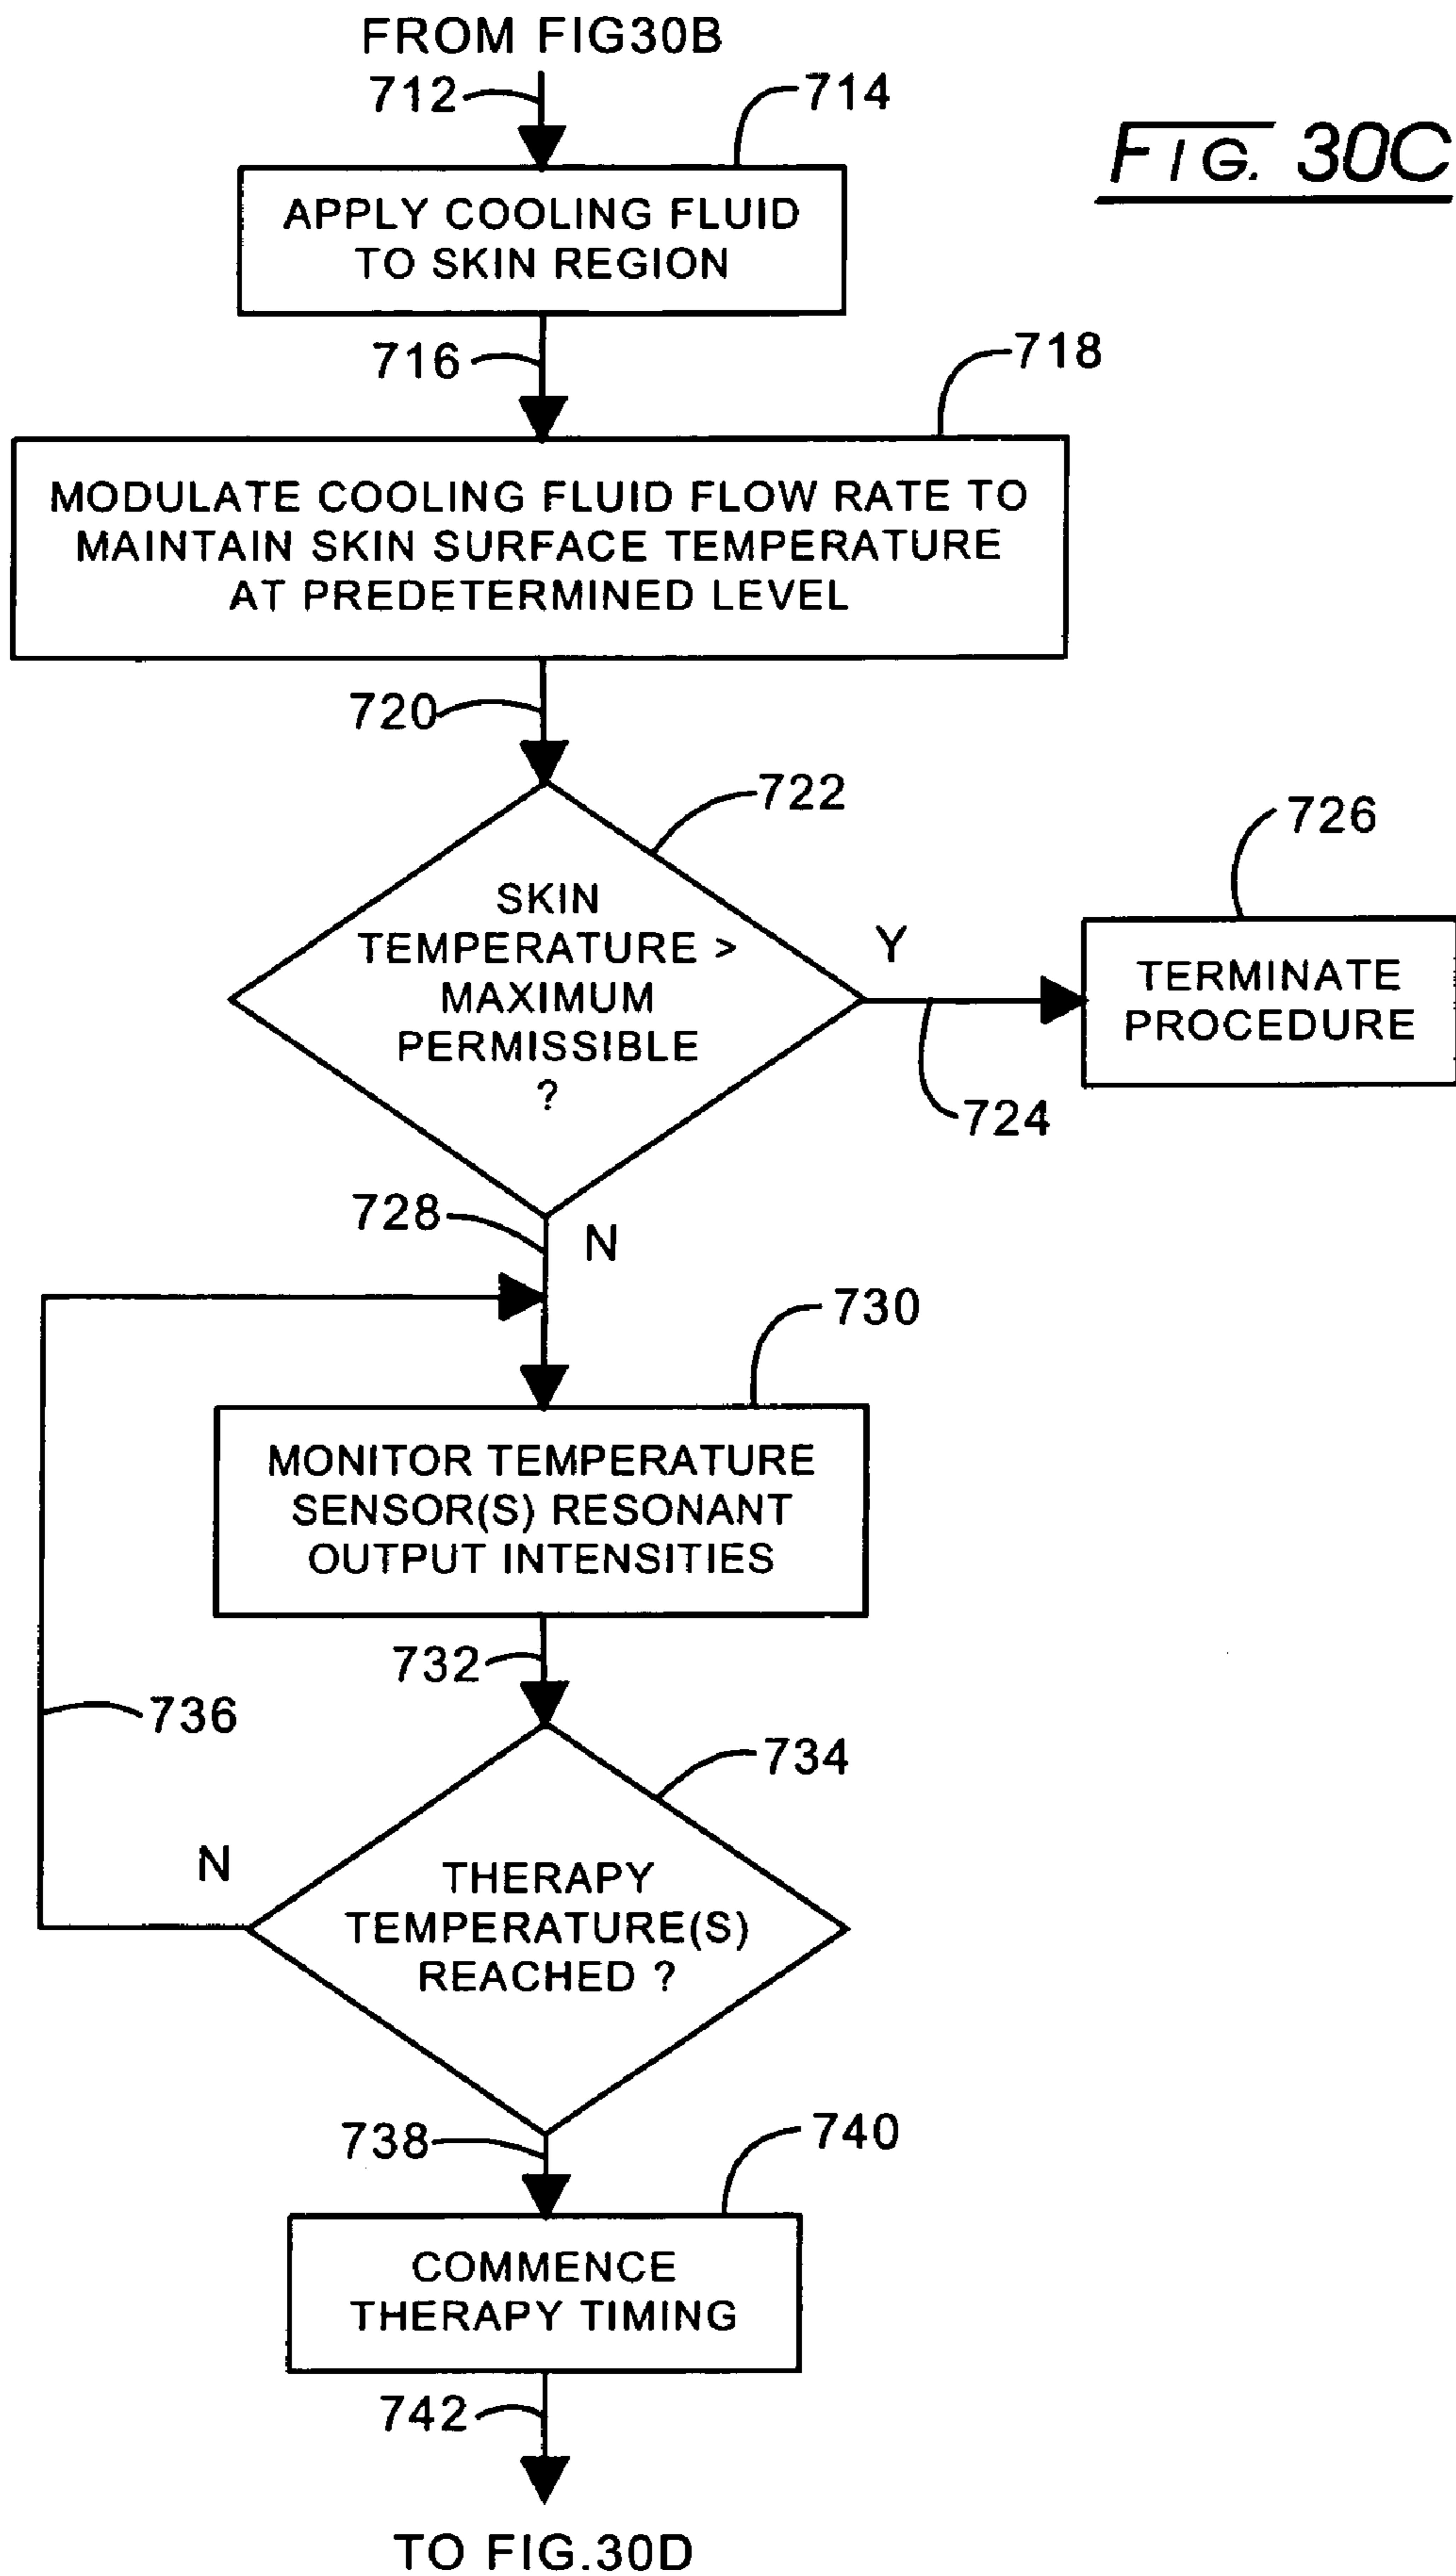 FROM FIG30B
712
714
FIG. 30C
APPLY COOLING FLUID
TO SKIN REGION
716
718
MODULATE COOLING FLUID FLOW RATE TO
MAINTAIN SKIN SURFACE TEMPERATURE
AT PREDETERMINED LEVEL
720
722
726
SKIN
TEMPERATURE >
MAXIMUM
PERMISSIBLE
?
Y
TERMINATE
PROCEDURE
724
728
N
730
MONITOR TEMPERATURE
SENSOR(S) RESONANT
OUTPUT INTENSITIES
732
736
734
N
THERAPY
TEMPERATURE(S)
REACHED ?
738
740
COMMENCE
THERAPY TIMING
742
TO FIG.30D